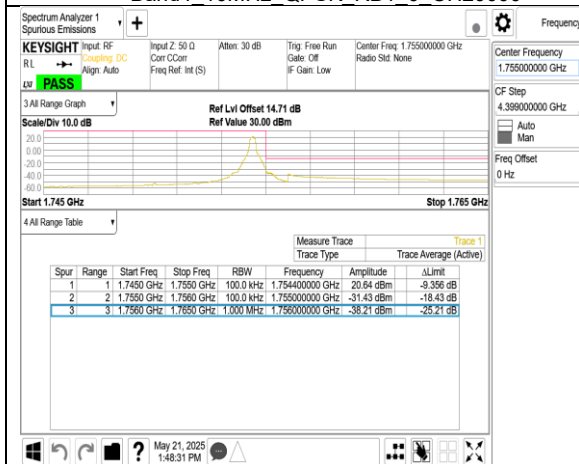 Spectrum Analyzer 1
Spurious Emissions
Frequency
KEYSIGHT Input: RF Input Z: 50 Ω Atten: 30 dB Trig: Free Run Center Freq: 1.755000000 GHz
RL Coupling: DC Corr CCorr Gate: Off Radio Std: None
Align: Auto Freq Ref: Int (S) IF Gain: Low
LXI PASS
Center Frequency
1.755000000 GHz
CF Step
4.399000000 GHz
Auto
Man
Freq Offset
0 Hz
3 All Range Graph
Ref Lvl Offset 14.71 dB
Scale/Div 10.0 dB Ref Value 30.00 dBm
20.0
0.00
-20.0
-40.0
-60.0
Start 1.745 GHz Stop 1.765 GHz
4 All Range Table
Measure Trace Trace 1
Trace Type Trace Average (Active)
Spur Range Start Freq Stop Freq RBW Frequency Amplitude ΔLimit
1 1 1.7450 GHz 1.7550 GHz 100.0 kHz 1.754400000 GHz 20.64 dBm -9.356 dB
2 2 1.7550 GHz 1.7560 GHz 100.0 kHz 1.755000000 GHz -31.43 dBm -18.43 dB
3 3 1.7560 GHz 1.7650 GHz 1.000 MHz 1.756000000 GHz -38.21 dBm -25.21 dB
May 21, 2025
1:48:31 PM